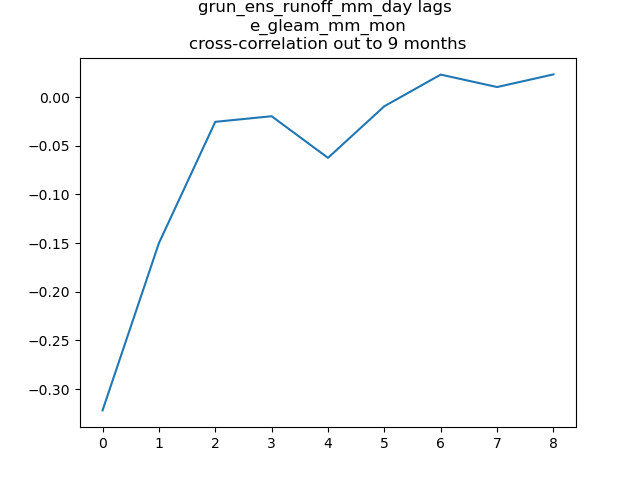 grun_ens_runoff_mm_day lags
e_gleam_mm_mon
cross-correlation out to 9 months
0.00
−0.05
−0.10
−0.15
−0.20
−0.25
−0.30
0 1 2 3 4 5 6 7 8